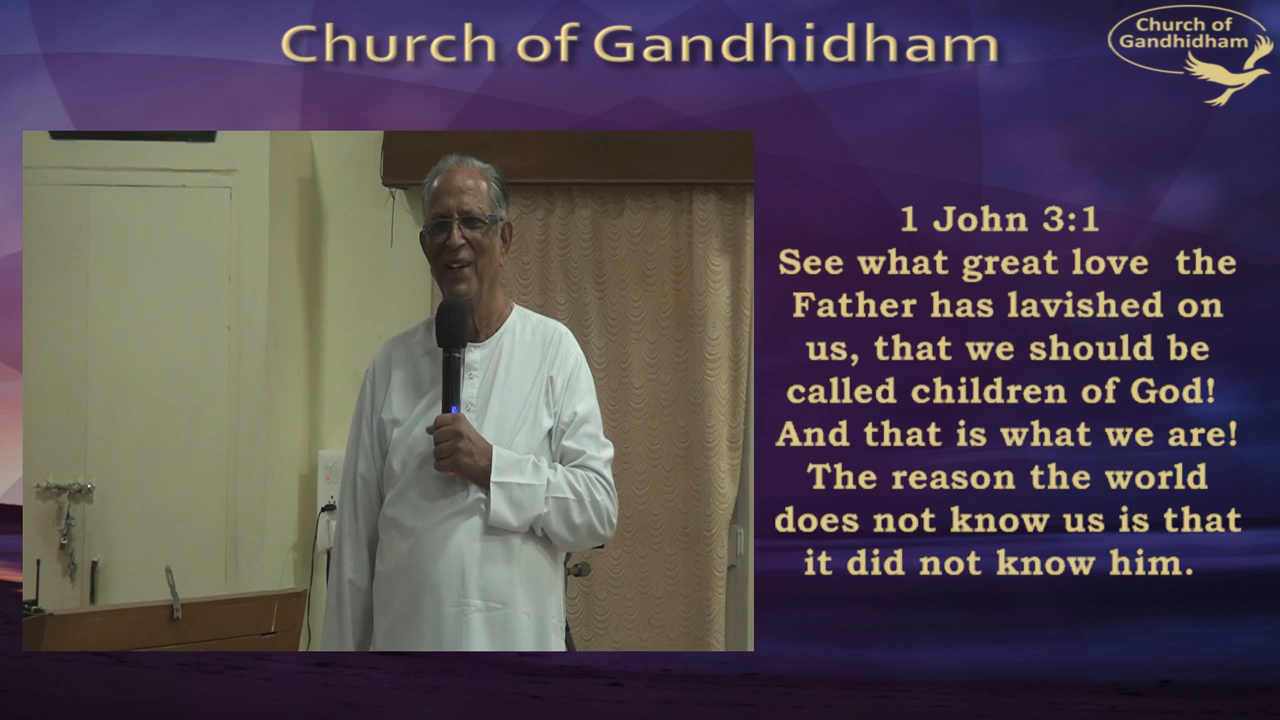 Church of Gandhidham
Church of
Gandhidham
1 John 3:1
See what great love the
Father has lavished on
us, that we should be
called children of God!
And that is what we are!
The reason the world
does not know us is that
it did not know him.